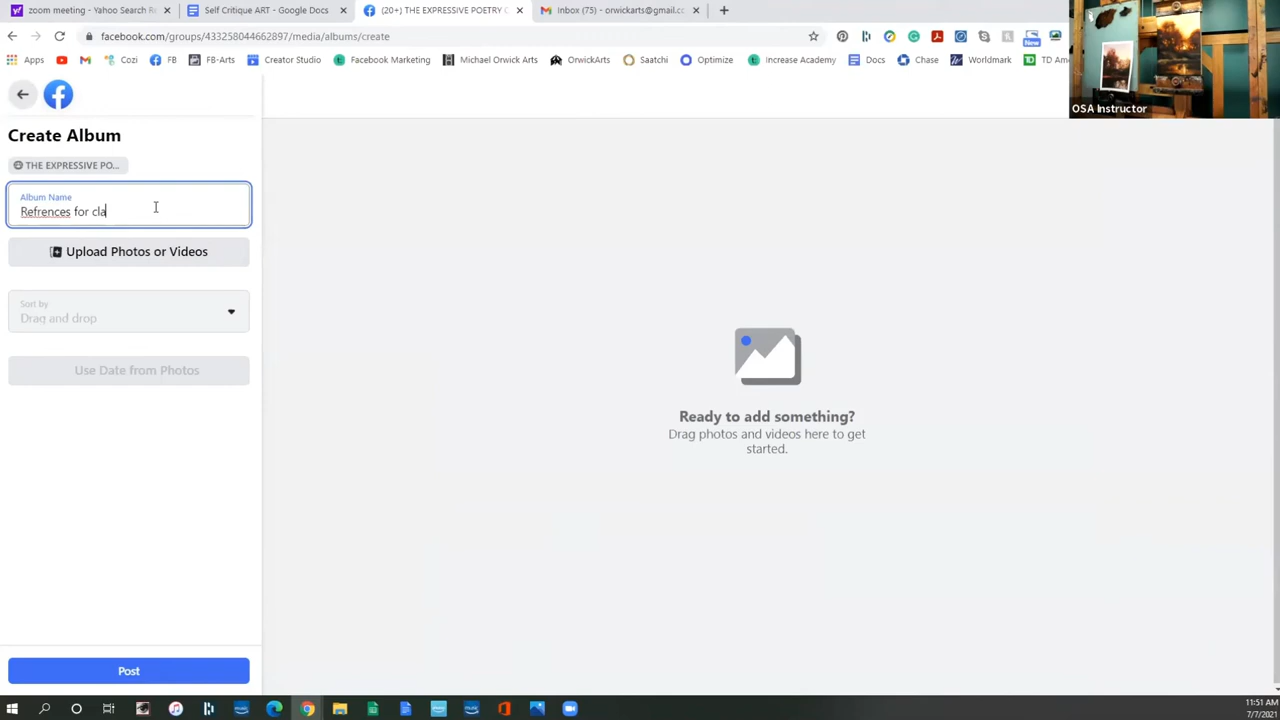 zoom meeting - Yahoo Search Re
Self Critique ART - Google Docs
(20+) THE EXPRESSIVE POETRY O
Inbox (75) - orwickarts@gmail.co
facebook.com/groups/433258044662897/media/albums/create
New
Apps
Cozi
FB
FB-Arts
Creator Studio
Facebook Marketing
Michael Orwick Arts
OrwickArts
Saatchi
Optimize
Increase Academy
Docs
Chase
Worldmark
TD Am
OSA Instructor
Create Album
THE EXPRESSIVE PO...
Album Name
Refrences for cla
Upload Photos or Videos
Sort by
Drag and drop
Use Date from Photos
Ready to add something?
Drag photos and videos here to get
started.
Post
11:51 AM
7/7/2021